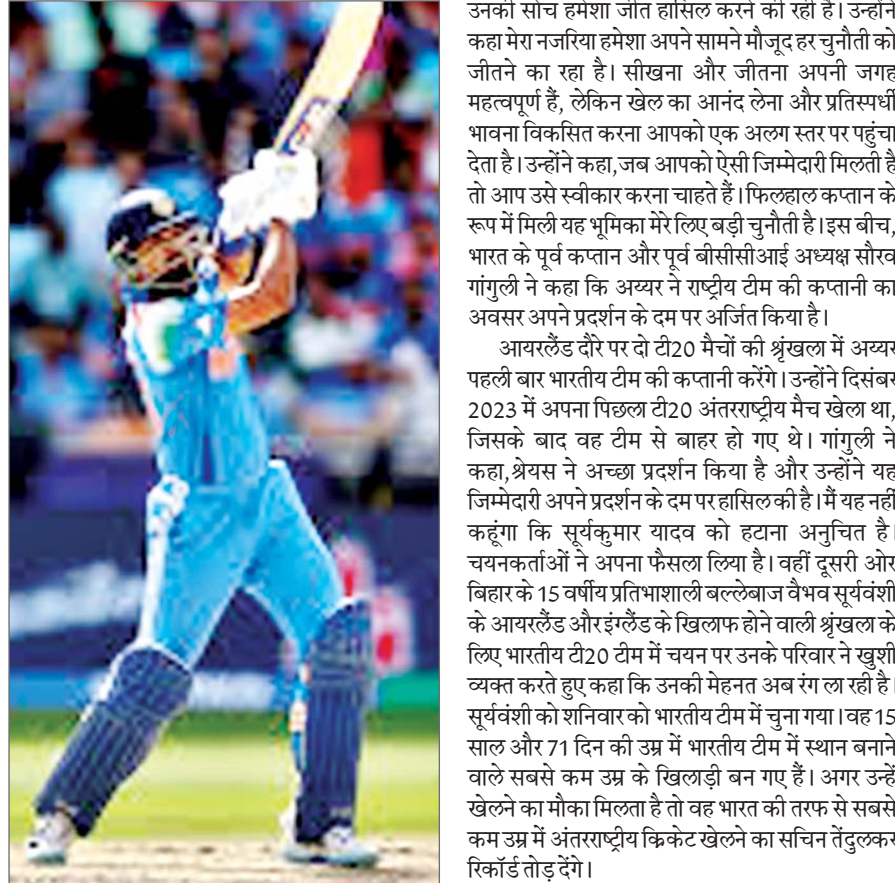 उनकी सोच हमेशा जीत हासिल करने की रही है। उन्होंने
कहा मेरा नजरिया हमेशा अपने सामने मौजूद हर चुनौती को
जीतने का रहा है। सीखना और जीतना अपनी जगह
महत्वपूर्ण हैं, लेकिन खेल का आनंद लेना और प्रतिस्पर्धी
भावना विकसित करना आपको एक अलग स्तर पर पहुंचा
देता है। उन्होंने कहा,जब आपको ऐसी जिम्मेदारी मिलती है
तो आप उसे स्वीकार करना चाहते हैं। फिलहाल कप्तान के
रूप में मिली यह भूमिका मेरे लिए बड़ी चुनौती है। इस बीच,
भारत के पूर्व कप्तान और पूर्व बीसीसीआई अध्यक्ष सौरव
गांगुली ने कहा कि अय्यर ने राष्ट्रीय टीम की कप्तानी का
अवसर अपने प्रदर्शन के दम पर अर्जित किया है।
आयरलैंड दौरे पर दो टी20 मैचों की श्रृंखला में अय्यर
पहली बार भारतीय टीम की कप्तानी करेंगे। उन्होंने दिसंबर
2023 में अपना पिछला टी20 अंतरराष्ट्रीय मैच खेला था,
जिसके बाद वह टीम से बाहर हो गए थे। गांगुली ने
कहा,श्रेयस ने अच्छा प्रदर्शन किया है और उन्होंने यह
जिम्मेदारी अपने प्रदर्शन के दम पर हासिल की है। मैं यह नहीं
कहूंगा कि सूर्यकुमार यादव को हटाना अनुचित है।
चयनकर्ताओं ने अपना फैसला लिया है। वहीं दूसरी ओर
बिहार के 15 वर्षीय प्रतिभाशाली बल्लेबाज वैभव सूर्यवंशी
के आयरलैंड और इंग्लैंड के खिलाफ होने वाली श्रृंखला के
लिए भारतीय टी20 टीम में चयन पर उनके परिवार ने खुशी
व्यक्त करते हुए कहा कि उनकी मेहनत अब रंग ला रही है।
सूर्यवंशी को शनिवार को भारतीय टीम में चुना गया। वह 15
साल और 71 दिन की उम्र में भारतीय टीम में स्थान बनाने
वाले सबसे कम उम्र के खिलाड़ी बन गए हैं। अगर उन्हें
खेलने का मौका मिलता है तो वह भारत की तरफ से सबसे
कम उम्र में अंतरराष्ट्रीय क्रिकेट खेलने का सचिन तेंदुलकर
रिकॉर्ड तोड़ देंगे।